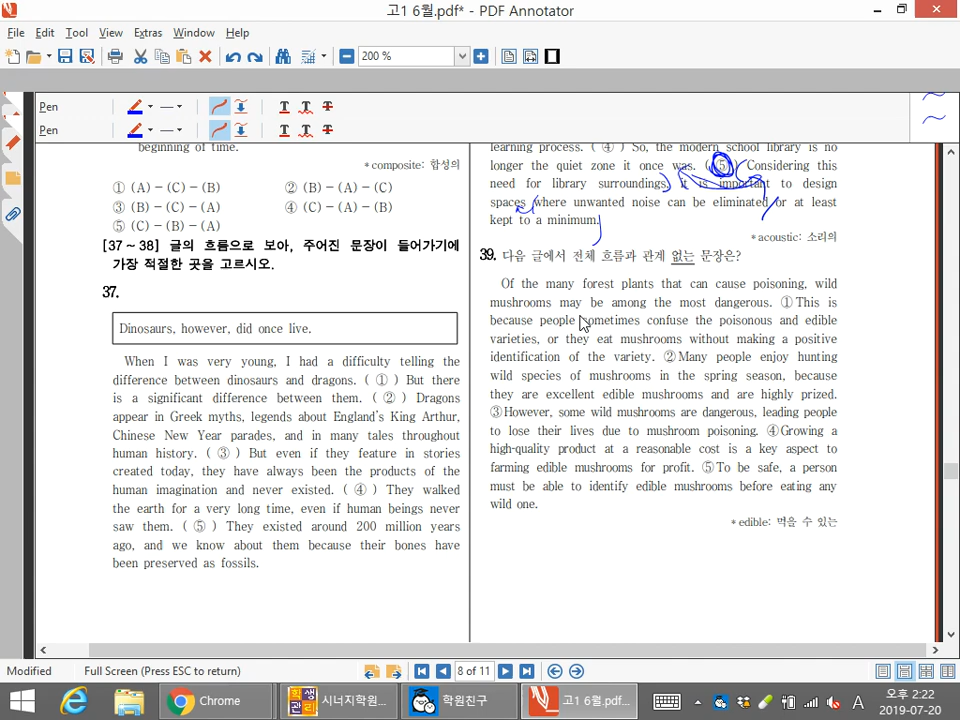 고1 6월.pdf* - PDF Annotator
File Edit Tool View Extras Window Help
200 %
Pen
Pen
beginning of time.
*composite: 합성의
① (A)-(C)-(B) ② (B)-(A)-(C)
③ (B)-(C)-(A) ④ (C)-(A)-(B)
⑤ (C)-(B)-(A)
[37~38] 글의 흐름으로 보아, 주어진 문장이 들어가기에
가장 적절한 곳을 고르시오.
37.
Dinosaurs, however, did once live.
When I was very young, I had a difficulty telling the
difference between dinosaurs and dragons. ( ① ) But there
is a significant difference between them. ( ② ) Dragons
appear in Greek myths, legends about England's King Arthur,
Chinese New Year parades, and in many tales throughout
human history. ( ③ ) But even if they feature in stories
created today, they have always been the products of the
human imagination and never existed. ( ④ ) They walked
the earth for a very long time, even if human beings never
saw them. ( ⑤ ) They existed around 200 million years
ago, and we know about them because their bones have
been preserved as fossils.
learning process. ( ④ ) So, the modern school library is no
longer the quiet zone it once was. ( ⑤ ) Considering this
need for library surroundings, it is important to design
spaces where unwanted noise can be eliminated or at least
kept to a minimum.
*acoustic: 소리의
39. 다음 글에서 전체 흐름과 관계 없는 문장은?
Of the many forest plants that can cause poisoning, wild
mushrooms may be among the most dangerous. ① This is
because people sometimes confuse the poisonous and edible
varieties, or they eat mushrooms without making a positive
identification of the variety. ② Many people enjoy hunting
wild species of mushrooms in the spring season, because
they are excellent edible mushrooms and are highly prized.
③ However, some wild mushrooms are dangerous, leading people
to lose their lives due to mushroom poisoning. ④ Growing a
high-quality product at a reasonable cost is a key aspect to
farming edible mushrooms for profit. ⑤ To be safe, a person
must be able to identify edible mushrooms before eating any
wild one.
*edible: 먹을 수 있는
Modified Full Screen (Press ESC to return) 8 of 11
Chrome 학생관리 시너지학원... 학원친구 고1 6월.pdf... A 오후 2:22
2019-07-20